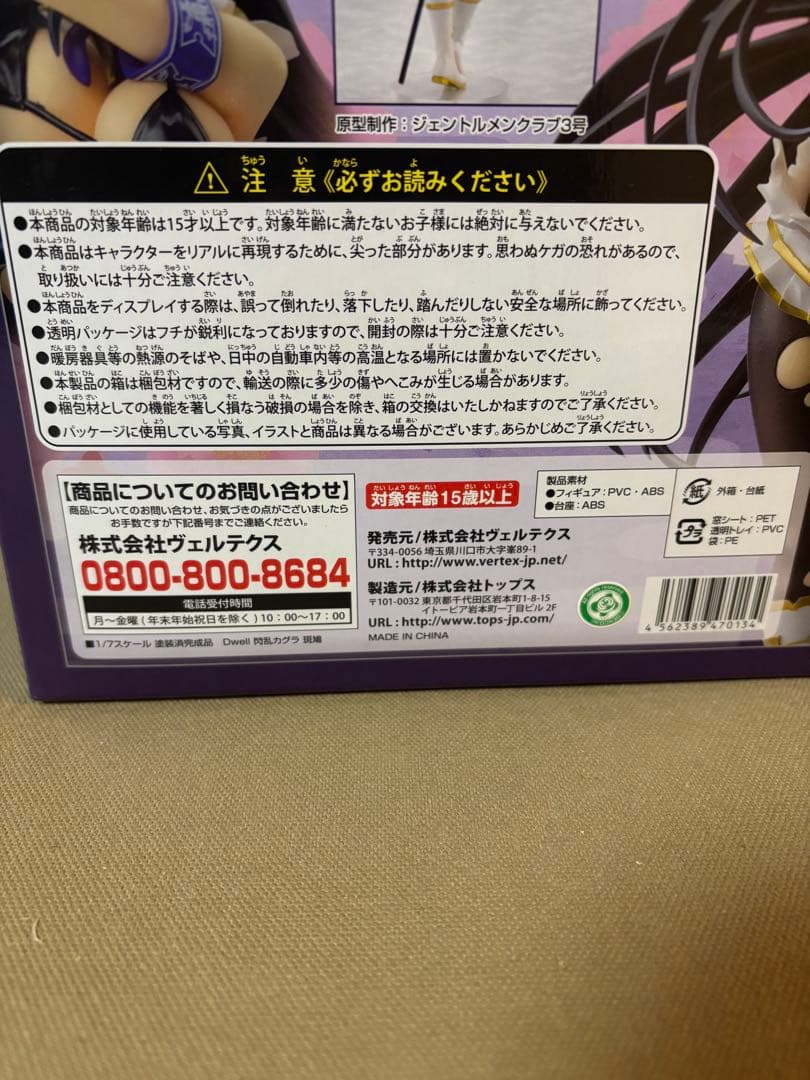 原型制作：ジェントルメンクラブ3号
⚠ 注 意《必ずお読みください》
●本商品の対象年齢は15才以上です。対象年齢に満たないお子様には絶対に与えないでください。
●本商品はキャラクターをリアルに再現するために、尖った部分があります。思わぬケガの恐れがあるので、
取り扱いには十分ご注意ください。
●本商品をディスプレイする際は、誤って倒れたり、落下したり、踏んだりしない安全な場所に飾ってください。
●透明パッケージはフチが鋭利になっておりますので、開封の際は十分ご注意ください。
●暖房器具等の熱源のそばや、日中の自動車内等の高温となる場所には置かないでください。
●本製品の箱は梱包材ですので、輸送の際に多少の傷やへこみが生じる場合があります。
●梱包材としての機能を著しく損なう破損の場合を除き、箱の交換はいたしかねますのでご了承ください。
●パッケージに使用している写真、イラストと商品は異なる場合がございます。あらかじめご了承ください。
【商品についてのお問い合わせ】
商品についてのお問い合わせ、お気づきの点がございましたら
お手数ですが下記番号までご連絡ください。
株式会社ヴェルテクス
0800-800-8684
電話受付時間
月～金曜(年末年始祝日を除く)10：00～17：00
■1/7スケール 塗装済完成品 Dwell 閃乱カグラ 斑鳩
対象年齢15歳以上
発売元/株式会社ヴェルテクス
〒334-0056 埼玉県川口市大字峯89-1
URL：http://www.vertex-jp.net/
製造元/株式会社トップス
〒101-0032 東京都千代田区岩本町1-8-15
イトーピア岩本町一丁目ビル 2F
URL：http://www.tops-jp.com/
MADE IN CHINA
製品素材
●フィギュア：PVC・ABS
●台座：ABS
紙 外箱・台紙
プラ 窓シート：PET
透明トレイ：PVC
袋：PE
4 562389 470134